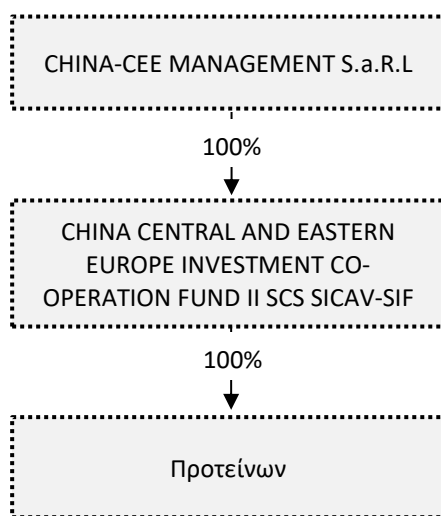 CHINA-CEE MANAGEMENT S.a.R.L
100%
CHINA CENTRAL AND EASTERN
EUROPE INVESTMENT CO-
OPERATION FUND II SCS SICAV-SIF
100%
Προτείνων